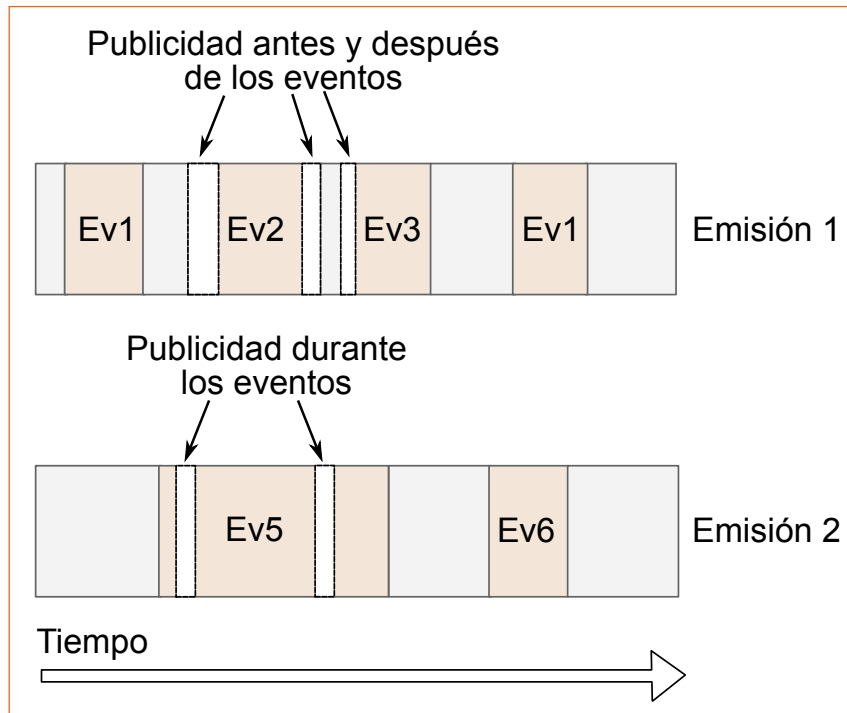 Publicidad antes y después
de los eventos
Ev1 Ev2 Ev3 Ev1 Emisión 1
Publicidad durante
los eventos
Ev5 Ev6 Emisión 2
Tiempo